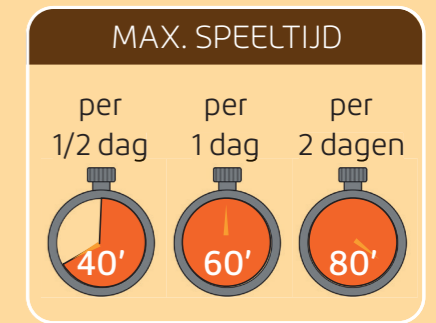 MAX. SPEELTIJD
per per per
1/2 dag 1 dag 2 dagen
40' 60' 80'